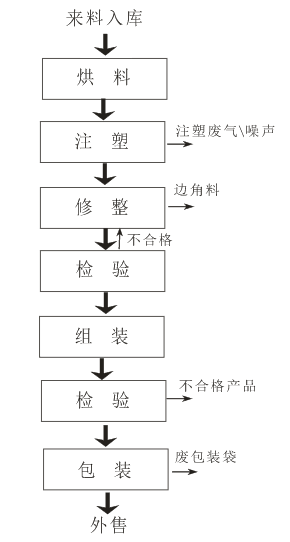 来料入库
烘 料
注 塑
注塑废气\噪声
修 整
边角料
不合格
检 验
组 装
检 验
不合格产品
包 装
废包装袋
外售